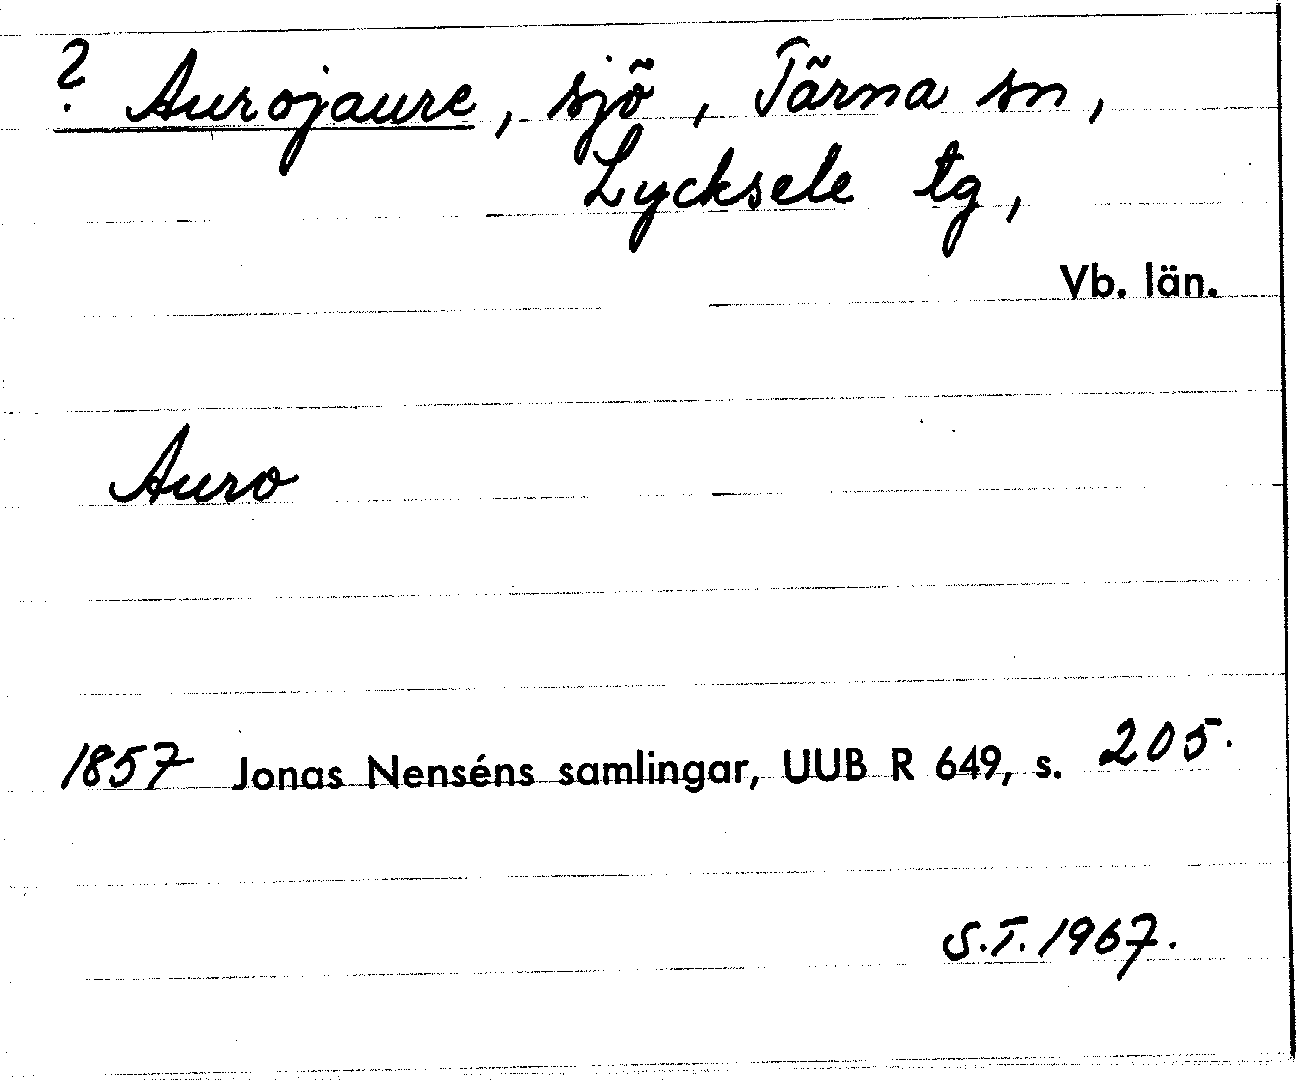 ? Aurojaure, sjö, Tärna sn,
Lycksele tg,
Vb. län.
Auro
1857 Jonas Nenséns samlingar, UUB R 649, s. 205.
S.T. 1967.